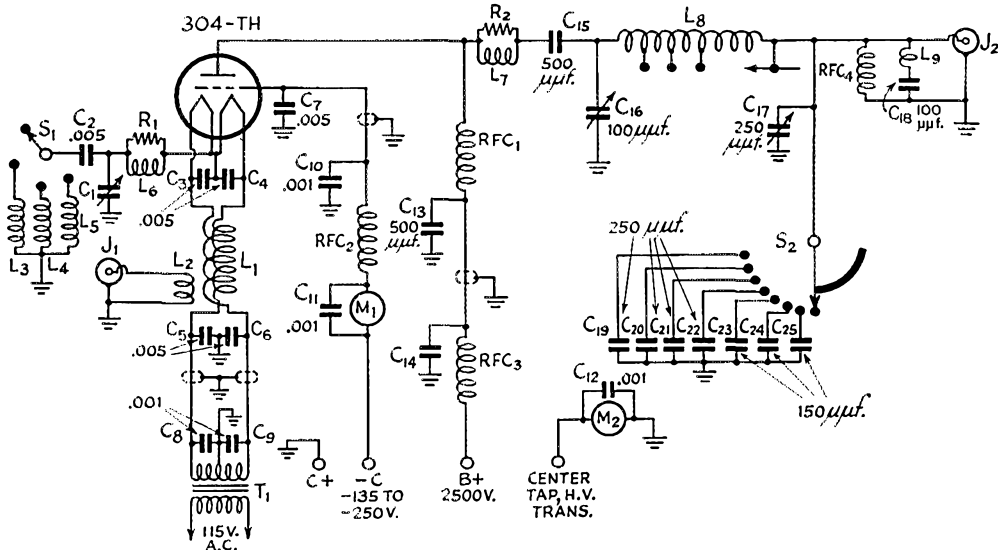 304-TH
R2
C15
L8
J2
L7
500
μμf.
C16
100μμf.
RFC4
L9
C18
100
μμf.
C17
250
μμf.
S1
C2
.005
R1
C7
.005
C1
L6
C3
C4
.005
L3
L4
L5
J1
L2
L1
C10
.001
RFC1
C13
500
μμf.
RFC2
C11
.001
M1
C5
C6
.005
C14
RFC3
250 μμf.
S2
C19
C20
C21
C22
C23
C24
C25
150μμf.
C12
.001
M2
.001
C8
C9
T1
115V.
A.C.
C+
-C
-135 TO
-250V.
B+
2500V.
CENTER
TAP, H.V.
TRANS.